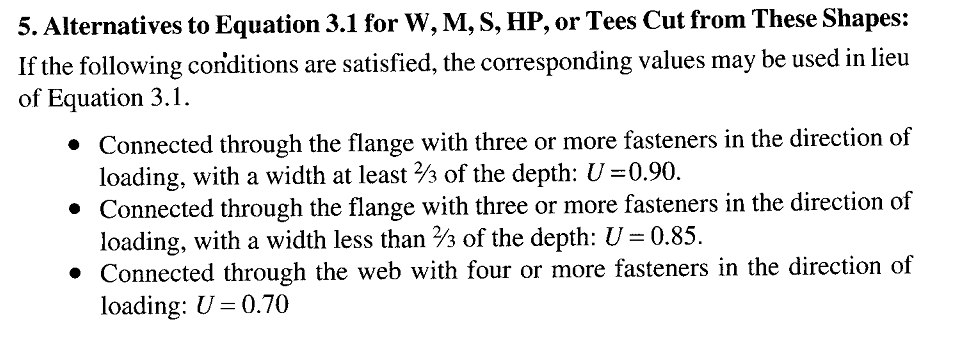 5. Alternatives to Equation 3.1 for W, M, S, HP, or Tees Cut from These Shapes:
If the following conditions are satisfied, the corresponding values may be used in lieu
of Equation 3.1.
• Connected through the flange with three or more fasteners in the direction of
loading, with a width at least ⅔ of the depth: U =0.90.
• Connected through the flange with three or more fasteners in the direction of
loading, with a width less than ⅔ of the depth: U = 0.85.
• Connected through the web with four or more fasteners in the direction of
loading: U = 0.70